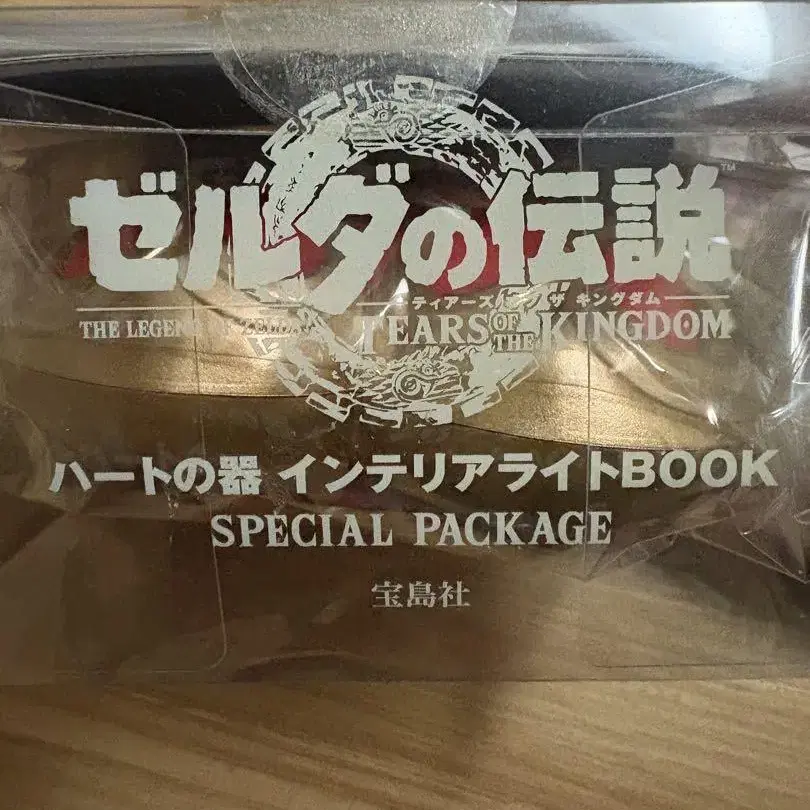 ゼルダの伝説 ™
ティアーズ オブ ザ キングダム
THE LEGEND OF ZELDA TEARS OF THE KINGDOM
ハートの器 インテリアライトBOOK
SPECIAL PACKAGE
宝島社